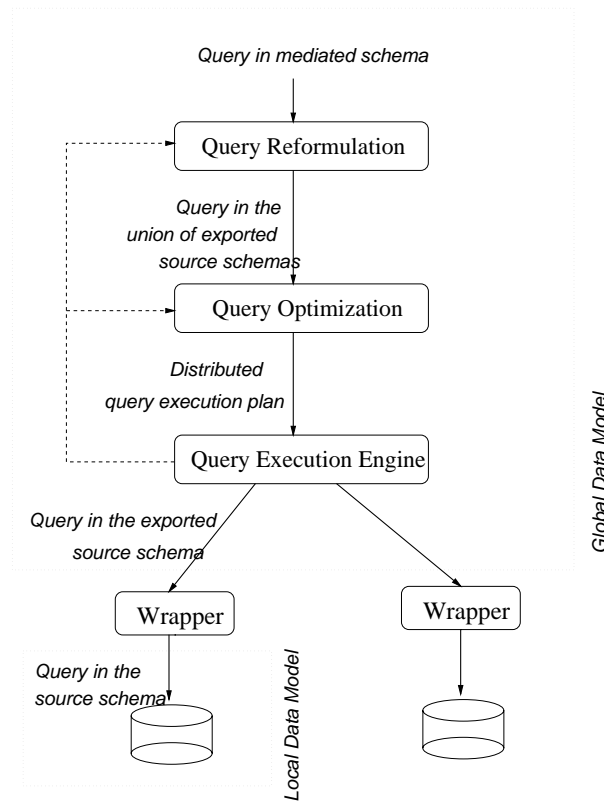 Query in mediated schema
Query Reformulation
Query in the
union of exported
source schemas
Query Optimization
Distributed
query execution plan
Query Execution Engine
Global Data Model
Query in the exported
source schema
Wrapper
Wrapper
Query in the
source schema
Local Data Model